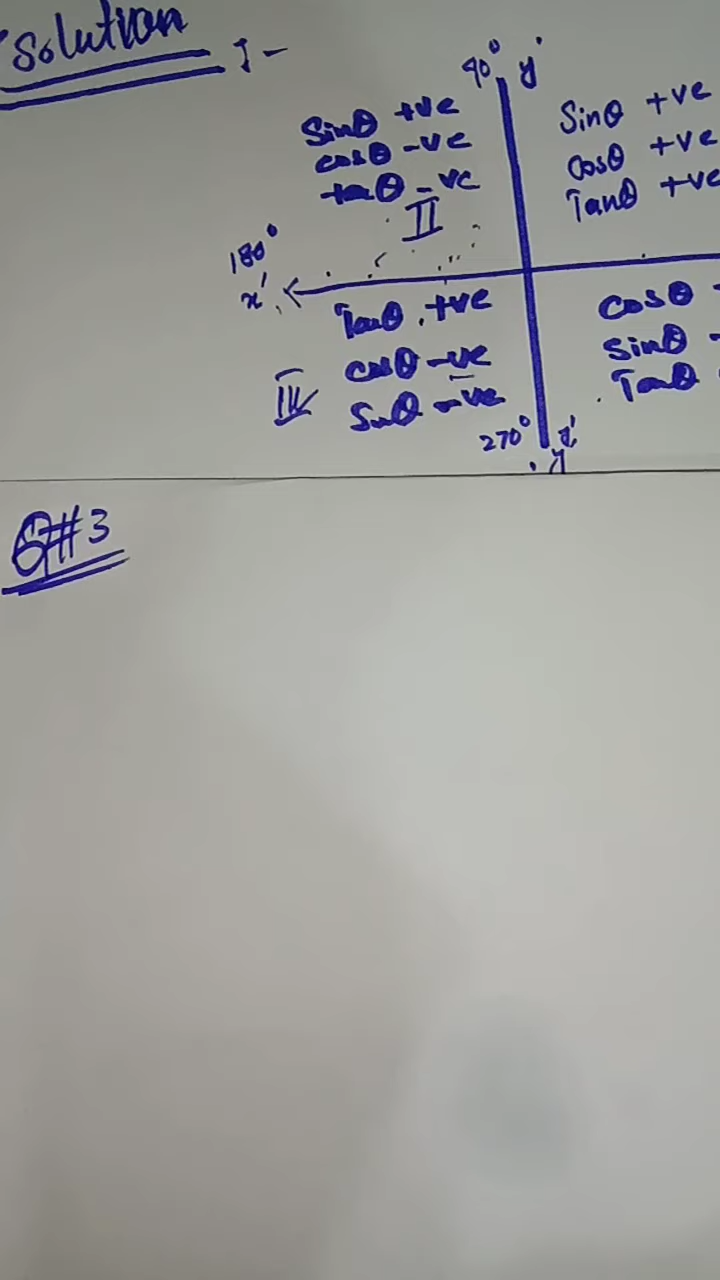 Solution :-
90° y
Sinθ +ve
cosθ -ve
tanθ -ve
II
Sinθ +ve
cosθ +ve
Tanθ +ve
180°
x'
Tanθ +ve
cosθ -ve
Sinθ -ve
cosθ
sinθ
Tanθ
270°
y'
Q#3